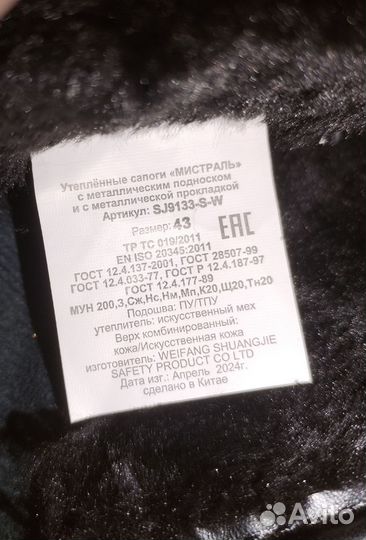 Утеплённые сапоги «МИСТРАЛЬ»
с металлическим подноском
и с металлической прокладкой
Артикул: SJ9133-S-W
Размер: 43
EAC
ТР ТС 019/2011
EN ISO 20345:2011
ГОСТ 12.4.137-2001, ГОСТ 28507-99
ГОСТ 12.4.033-77, ГОСТ Р 12.4.187-97
ГОСТ 12.4.177-89
МУН 200,З,Сж,Нс,Нм,Мп,К20,Щ20,Тн20
Подошва: ПУ/ТПУ
утеплитель: искусственный мех
Верх комбинированный:
кожа/Искусственная кожа
изготовитель: WEIFANG SHUANGJIE
SAFETY PRODUCT CO LTD
Дата изг.: Апрель 2024г.
сделано в Китае
Avito